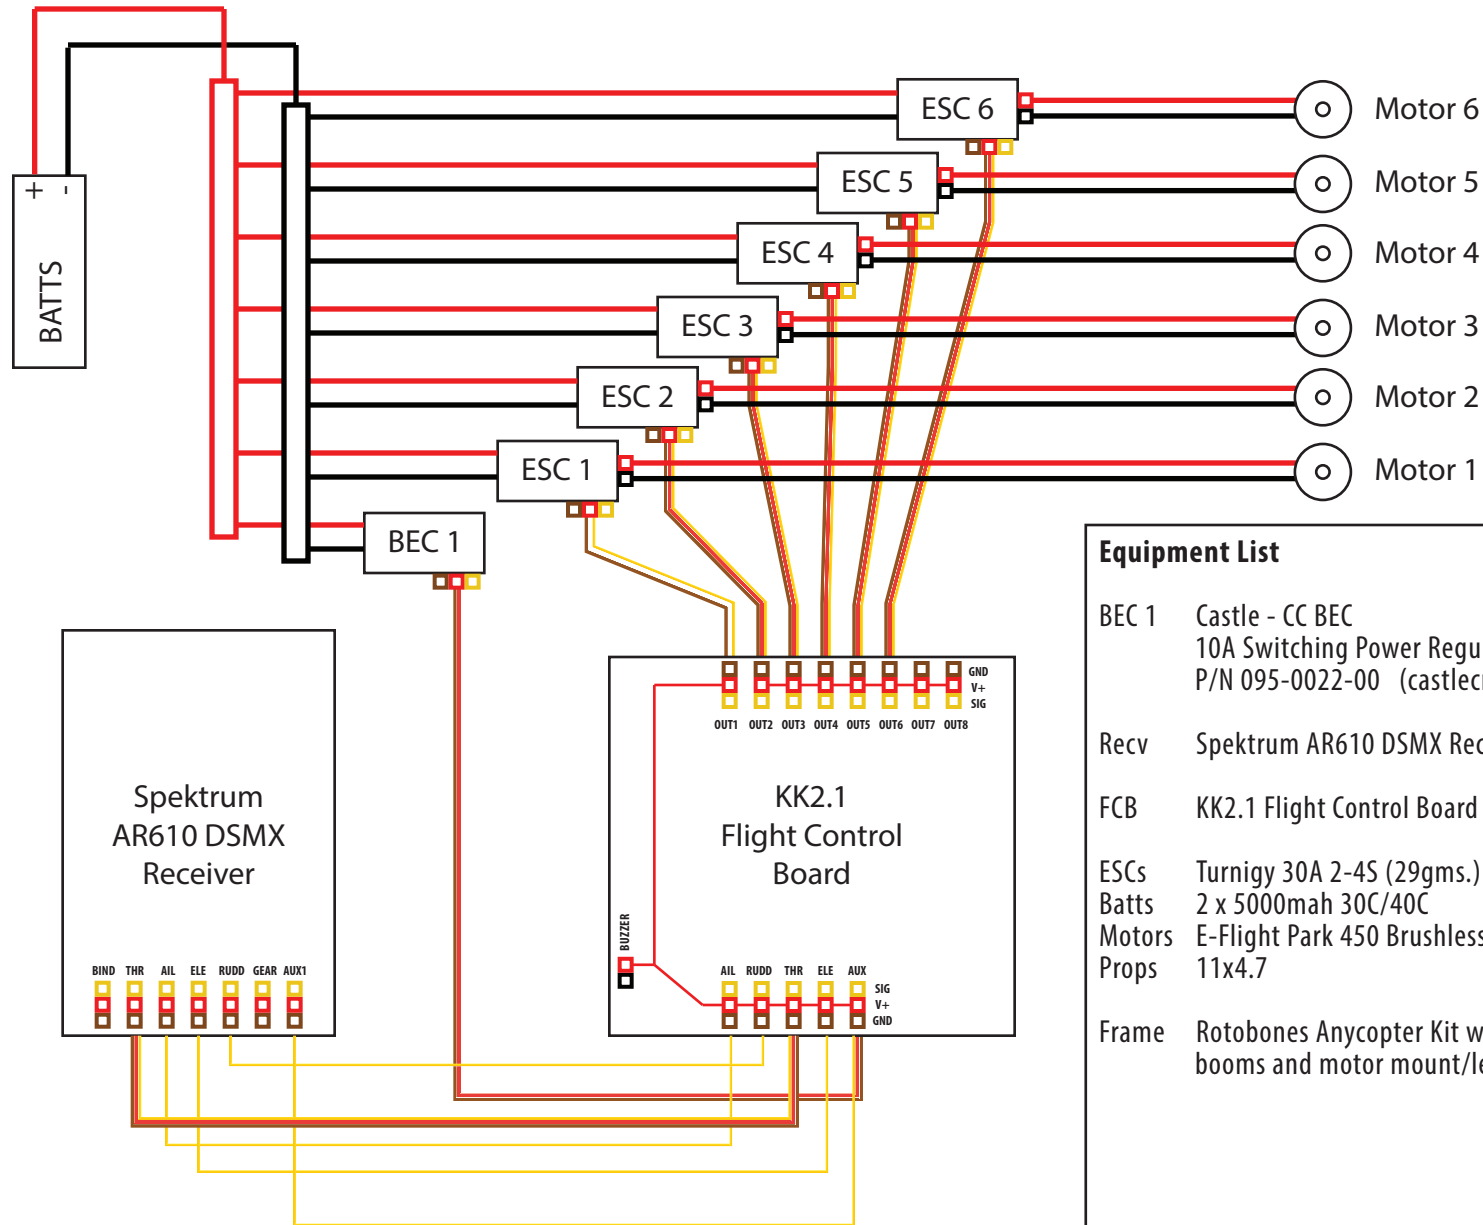 ESC 6
Motor 6
ESC 5
Motor 5
+ -
BATTS
ESC 4
Motor 4
ESC 3
Motor 3
ESC 2
Motor 2
ESC 1
Motor 1
BEC 1
Equipment List
BEC 1 Castle - CC BEC
10A Switching Power
P/N 095-0022-00
Recv Spektrum AR610 DSMX
FCB KK2.1 Flight Control Board
ESCs Turnigy 30A 2-4S (29gms.)
Batts 2 x 5000mah 30C/40C
Motors E-Flight Park 450 Brushless
Props 11x4.7
Frame Rotobones Anycopter Kit
booms and motor
GND
V+
SIG
OUT1 OUT2 OUT3 OUT4 OUT5 OUT6 OUT7 OUT8
KK2.1
Flight Control
Board
BUZZER
AIL RUDD THR ELE AUX
SIG
V+
GND
Spektrum
AR610 DSMX
Receiver
BIND THR AIL ELE RUDD GEAR AUX1